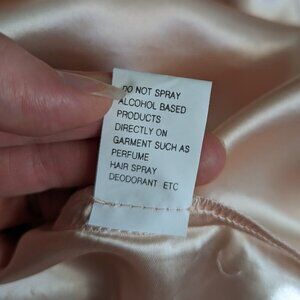 DO NOT SPRAY
ALCOHOL BASED
PRODUCTS
DIRECTLY ON
GARMENT SUCH AS
PERFUME
HAIR SPRAY
DEODORANT ETC